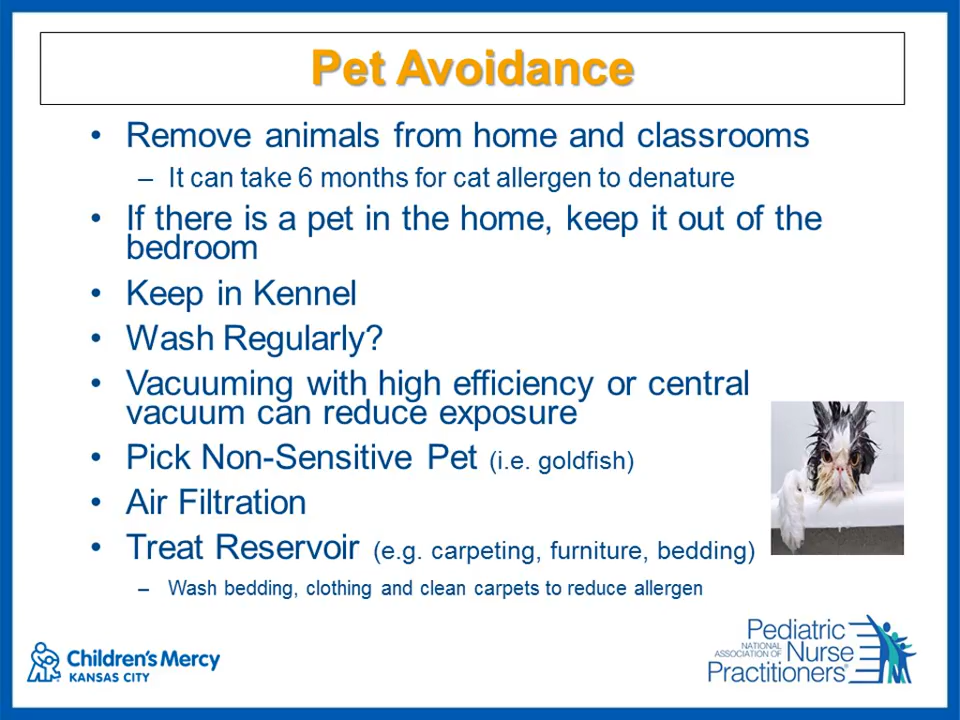 Pet Avoidance
• Remove animals from home and classrooms
– It can take 6 months for cat allergen to denature
• If there is a pet in the home, keep it out of the
bedroom
• Keep in Kennel
• Wash Regularly?
• Vacuuming with high efficiency or central
vacuum can reduce exposure
• Pick Non-Sensitive Pet (i.e. goldfish)
• Air Filtration
• Treat Reservoir (e.g. carpeting, furniture, bedding)
– Wash bedding, clothing and clean carpets to reduce allergen
Children's Mercy
KANSAS CITY
Pediatric
NATIONAL
ASSOCIATION OF
Nurse
Practitioners®